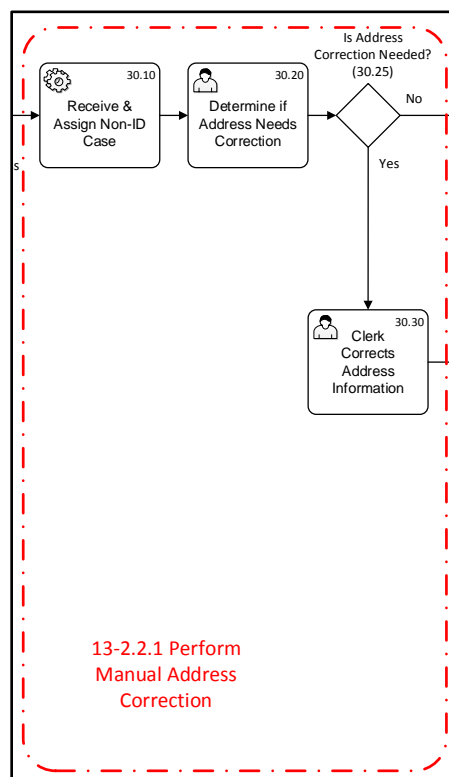 Is Address
Correction Needed?
(30.25)
30.10
Receive &
Assign Non-ID
Case
30.20
Determine if
Address Needs
Correction
No
s
Yes
30.30
Clerk
Corrects
Address
Information
13-2.2.1 Perform
Manual Address
Correction